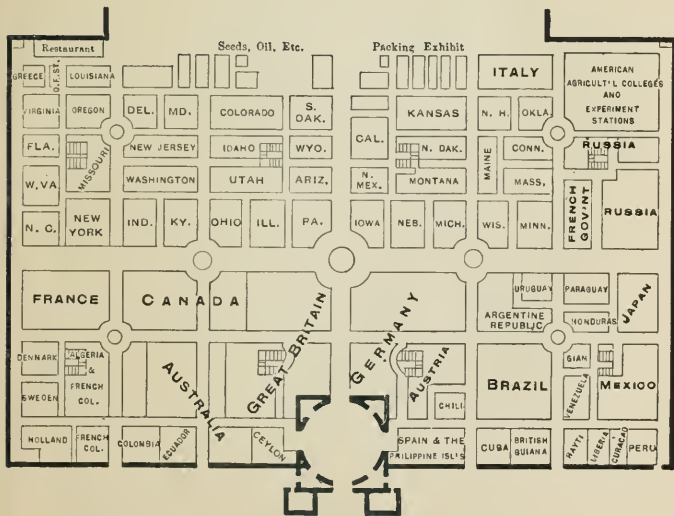 Restaurant
Seeds, Oil, Etc.
Packing Exhibit
GREECE
O.F. ST.
LOUISIANA
ITALY
AMERICAN
AGRICULT'L COLLEGES
AND
EXPERIMENT
STATIONS
VIRGINIA
OREGON
DEL.
MD.
COLORADO
S.
DAK.
KANSAS
N. H.
OKLA.
CAL.
FLA.
MISSOURI
NEW JERSEY
IDAHO
WYO.
N. DAK.
MAINE
CONN.
RUSSIA
W.VA.
WASHINGTON
UTAH
ARIZ.
N.
MEX.
MONTANA
MASS.
FRENCH
GOV'NT
RUSSIA
N. C.
NEW
YORK
IND.
KY.
OHIO
ILL.
PA.
IOWA
NEB.
MICH.
WIS.
MINN.
FRANCE
CANADA
GREAT BRITAIN
GERMANY
URUGUAY
PARAGUAY
ARGENTINE
REPUBLIC
HONDURAS
JAPAN
DENMARK
ALGERIA
&
FRENCH
COL.
AUSTRALIA
AUSTRIA
BRAZIL
SIAN
VENEZUELA
MEXICO
SWEDEN
CHILI
HOLLAND
FRENCH
COL.
COLOMBIA
ECUADOR
CEYLON
SPAIN & THE
PHILIPPINE ISL'S
CUBA
BRITISH
GUIANA
HAYTI
LIBERIA
CURACAO
PERU